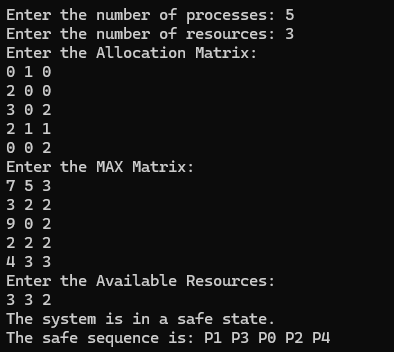 Enter the number of processes: 5
Enter the number of resources: 3
Enter the Allocation Matrix:
0 1 0
2 0 0
3 0 2
2 1 1
0 0 2
Enter the MAX Matrix:
7 5 3
3 2 2
9 0 2
2 2 2
4 3 3
Enter the Available Resources:
3 3 2
The system is in a safe state.
The safe sequence is: P1 P3 P0 P2 P4